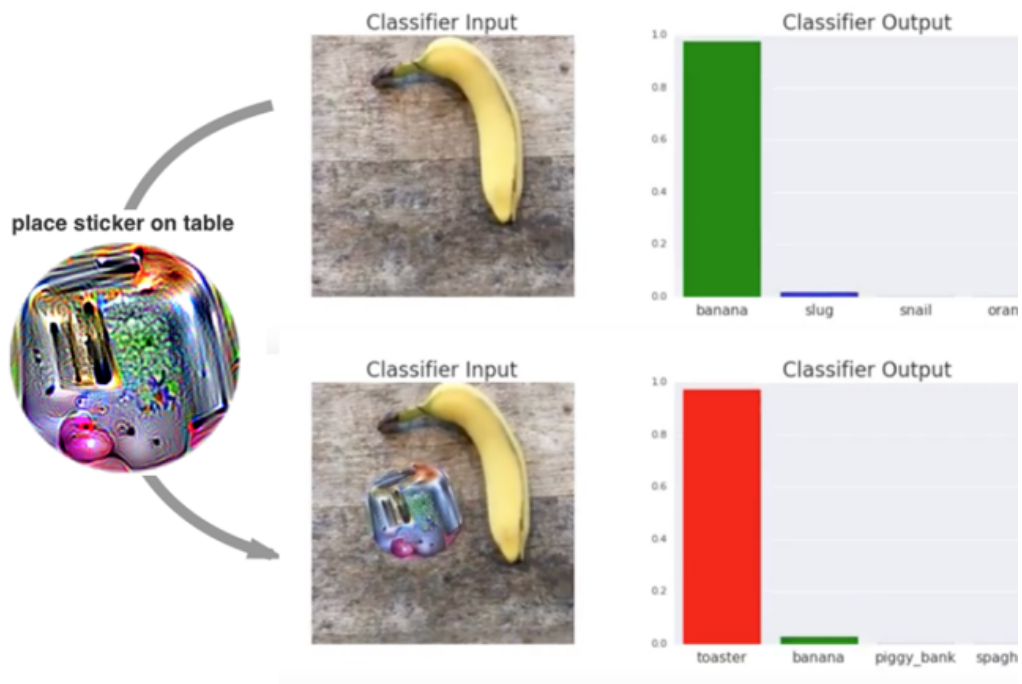 Classifier Input
Classifier Output
1.0
0.8
0.6
0.4
0.2
0.0
banana slug snail oran
place sticker on table
Classifier Input
Classifier Output
1.0
0.8
0.6
0.4
0.2
0.0
toaster banana piggy_bank spagh